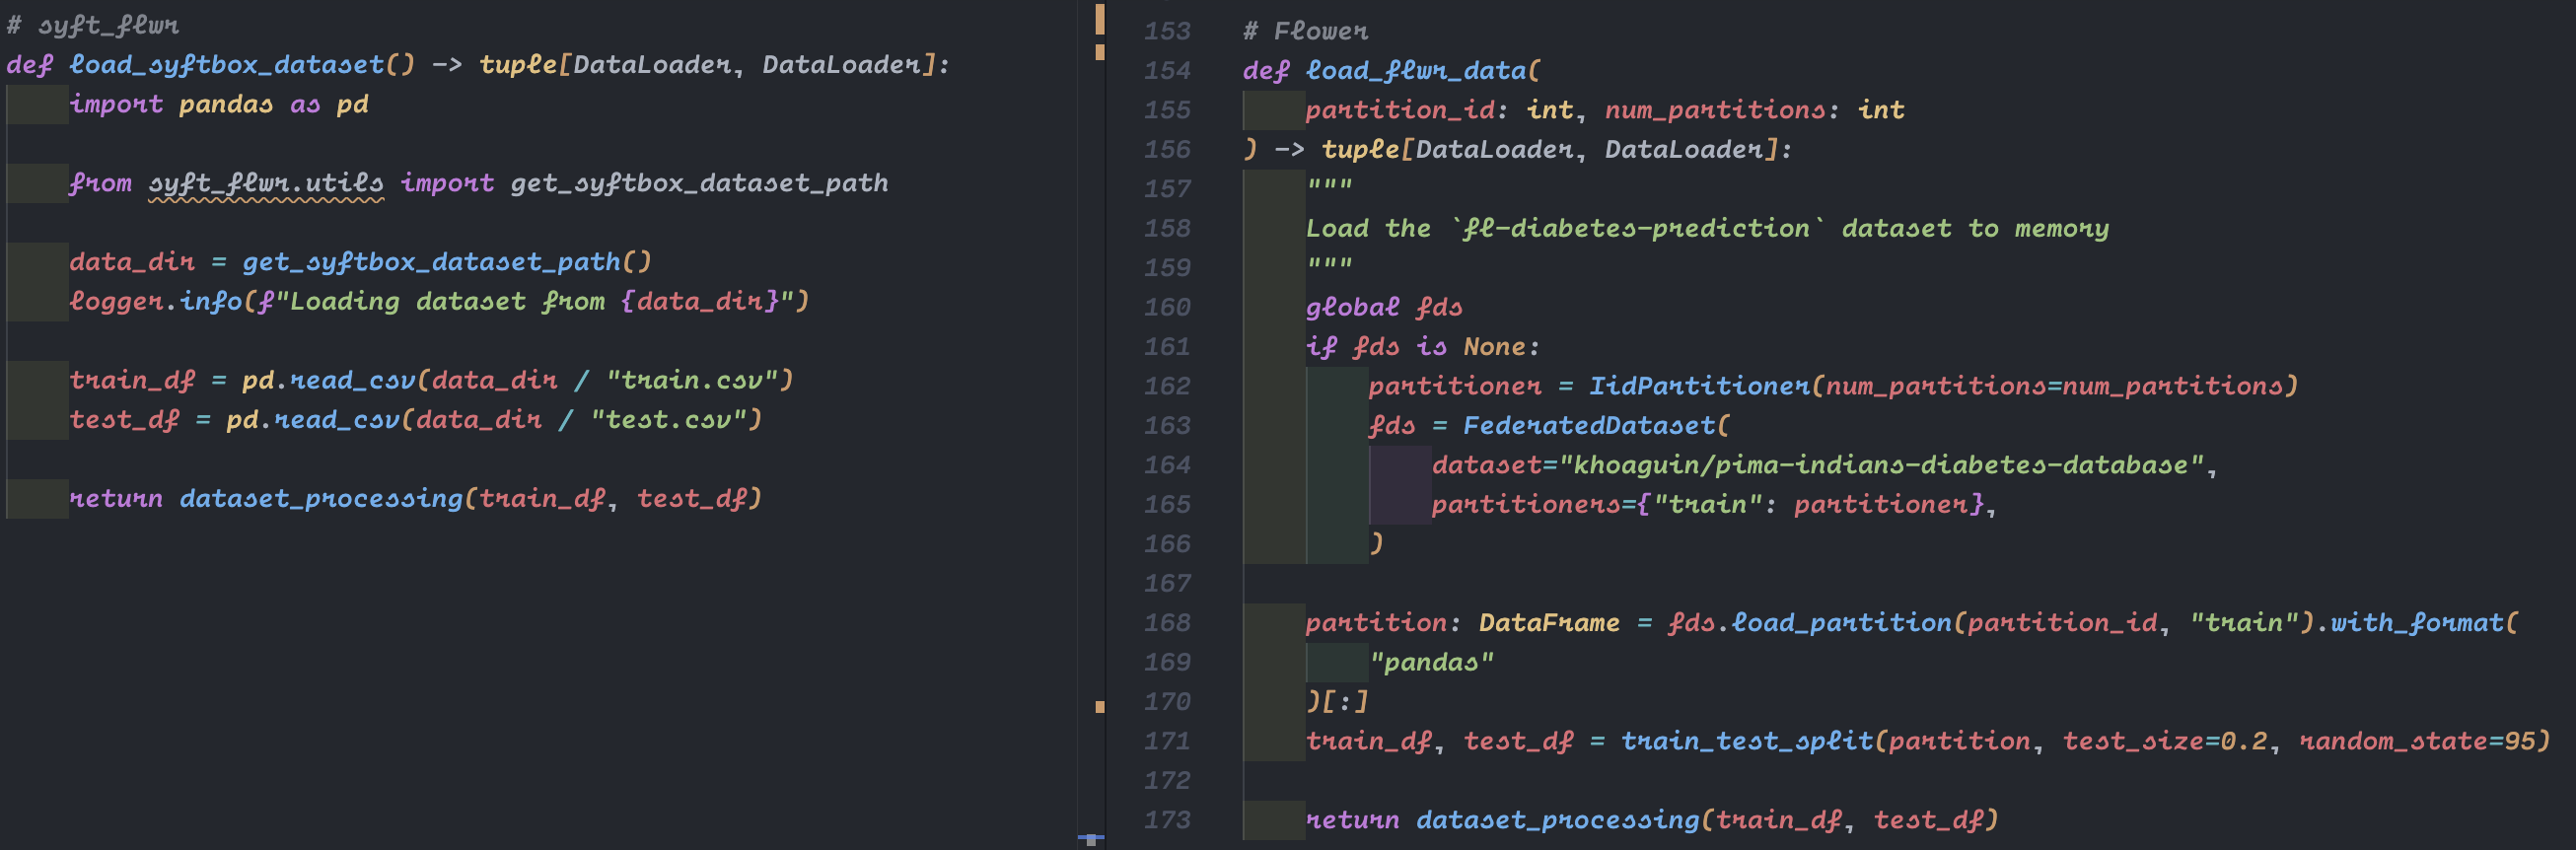 # syft_flwr
def load_syftbox_dataset() -> tuple[DataLoader, DataLoader]:
    import pandas as pd

    from syft_flwr.utils import get_syftbox_dataset_path

    data_dir = get_syftbox_dataset_path()
    logger.info(f"Loading dataset from {data_dir}")

    train_df = pd.read_csv(data_dir / "train.csv")
    test_df = pd.read_csv(data_dir / "test.csv")

    return dataset_processing(train_df, test_df)

153 # Flower
154 def load_flwr_data(
155     partition_id: int, num_partitions: int
156 ) -> tuple[DataLoader, DataLoader]:
157     """
158     Load the `fl-diabetes-prediction` dataset to memory
159     """
160     global fds
161     if fds is None:
162         partitioner = IidPartitioner(num_partitions=num_partitions)
163         fds = FederatedDataset(
164             dataset="khoaguin/pima-indians-diabetes-database",
165             partitioners={"train": partitioner},
166         )
167
168     partition: DataFrame = fds.load_partition(partition_id, "train").with_format(
169         "pandas"
170     )[:]
171     train_df, test_df = train_test_split(partition, test_size=0.2, random_state=95)
172
173     return dataset_processing(train_df, test_df)